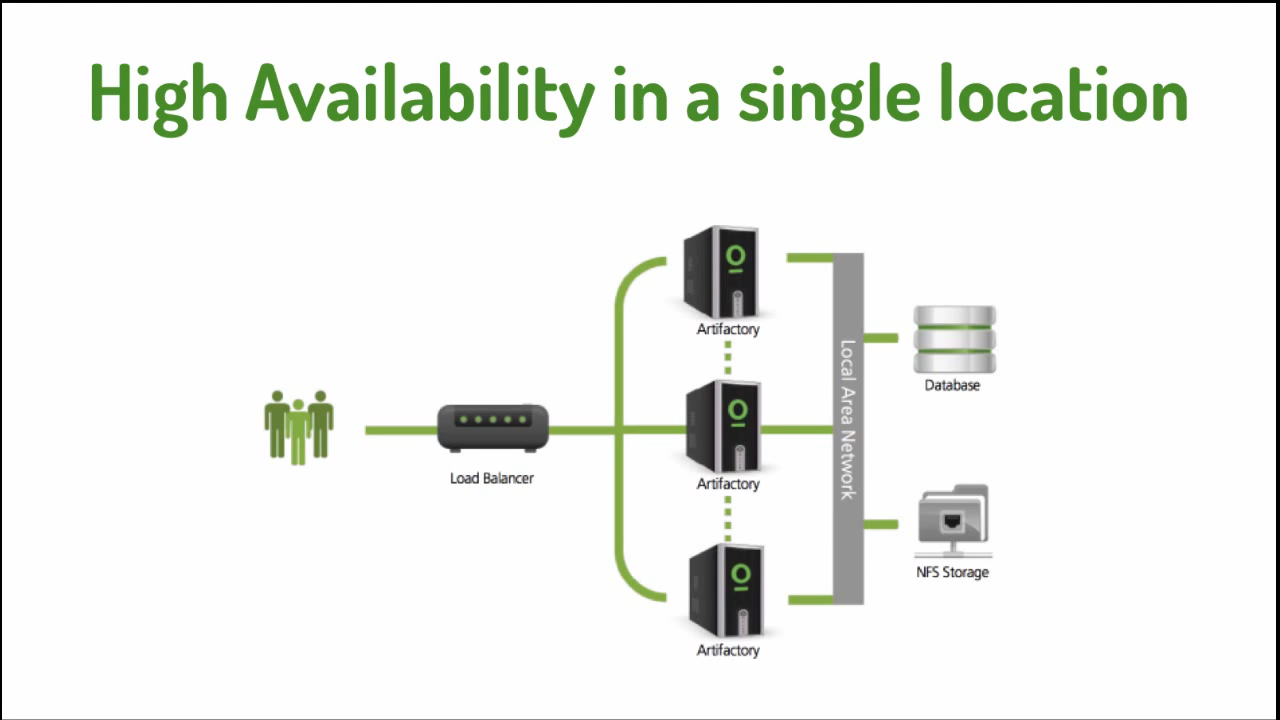 High Availability in a single location
Artifactory
Local Area Network
Database
Load Balancer
Artifactory
NFS Storage
Artifactory